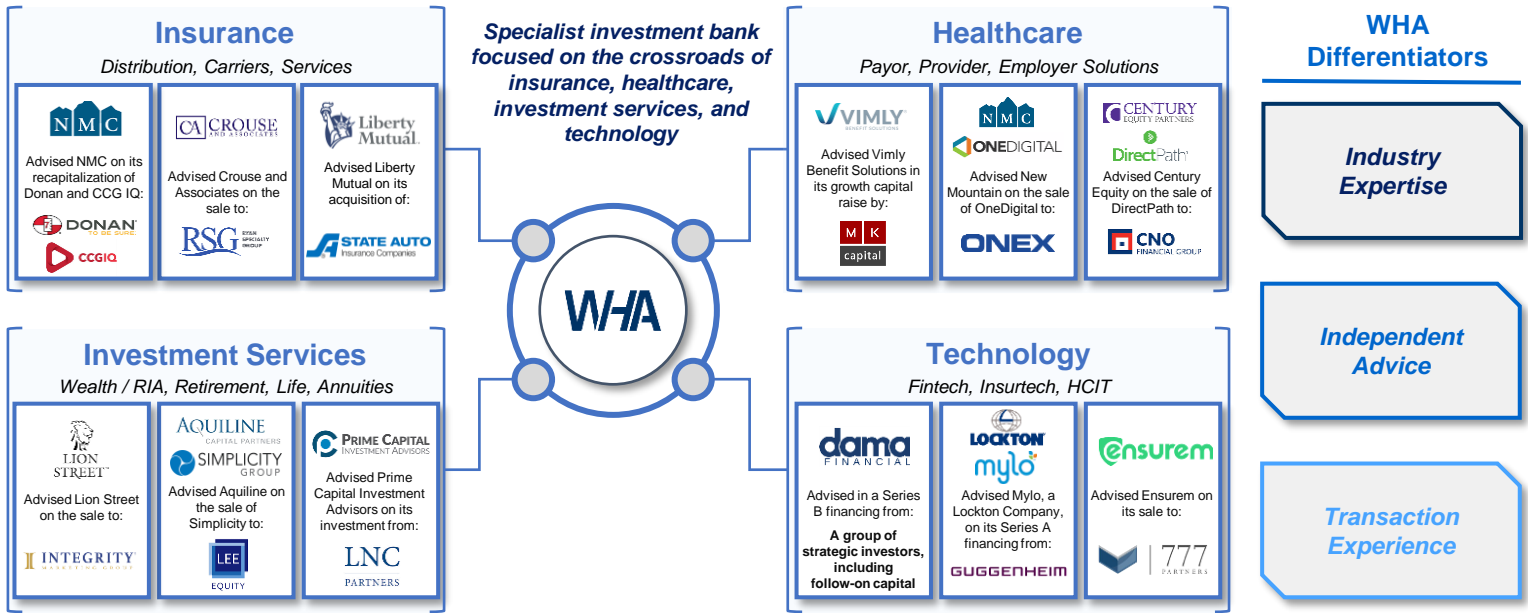 Insurance
Distribution, Carriers, Services
NMC
Advised NMC on its
recapitalization of
Donan and CCG IQ:
DONAN
TO BE SURE.
CCGIQ
CA CROUSE
AND ASSOCIATES
Advised Crouse and
Associates on the
sale to:
RSG RYAN
SPECIALTY
GROUP
Liberty
Mutual
Advised Liberty
Mutual on its
acquisition of:
STATE AUTO
Insurance Companies
Specialist investment bank
focused on the crossroads of
insurance, healthcare,
investment services, and
technology
WHA
Healthcare
Payor, Provider, Employer Solutions
VIMLY
BENEFIT SOLUTIONS
Advised Vimly
Benefit Solutions in
its growth capital
raise by:
M K
capital
NMC
ONEDIGITAL
Advised New
Mountain on the sale
of OneDigital to:
ONEX
CENTURY
EQUITY PARTNERS
DirectPath
Advised Century
Equity on the sale of
DirectPath to:
CNO
FINANCIAL GROUP
Investment Services
Wealth / RIA, Retirement, Life, Annuities
LION
STREET™
Advised Lion Street
on the sale to:
INTEGRITY
MARKETING GROUP
AQUILINE
CAPITAL PARTNERS
SIMPLICITY
GROUP
Advised Aquiline on
the sale of
Simplicity to:
LEE
EQUITY
PRIME CAPITAL
INVESTMENT ADVISORS
Advised Prime
Capital Investment
Advisors on its
investment from:
LNC
PARTNERS
Technology
Fintech, Insurtech, HCIT
dama
FINANCIAL
Advised in a Series
B financing from:
A group of
strategic investors,
including
follow-on capital
LOCKTON
mylo
Advised Mylo, a
Lockton Company,
on its Series A
financing from:
GUGGENHEIM
ensurem
Advised Ensurem on
its sale to:
777
PARTNERS
WHA
Differentiators
Industry
Expertise
Independent
Advice
Transaction
Experience